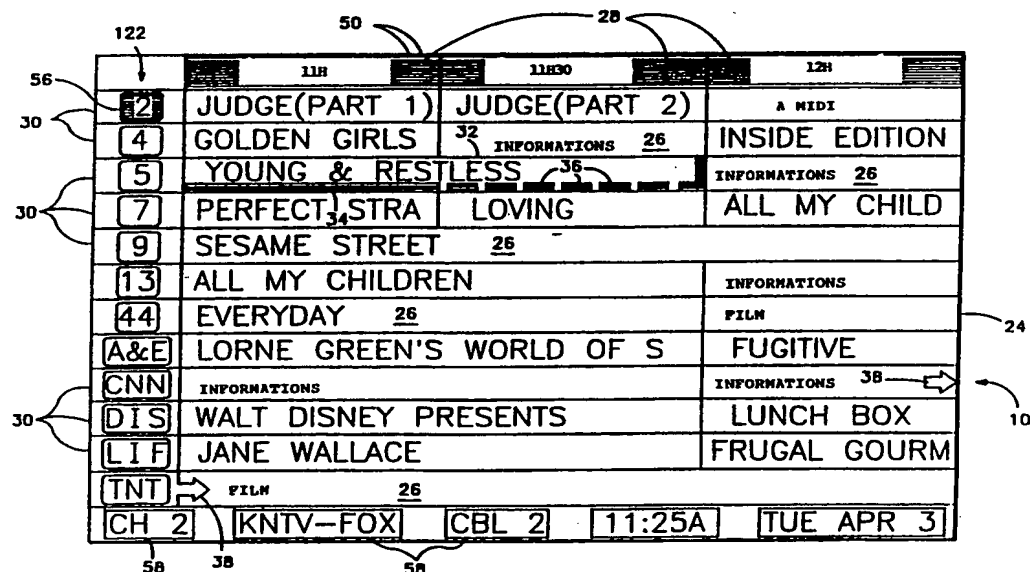 50 28
122
11H 11H30 12H
56
2 JUDGE(PART 1) JUDGE(PART 2) A MIDI
30
4 GOLDEN GIRLS 32 INFORMATIONS 26 INSIDE EDITION
5 YOUNG & RESTLESS 36 INFORMATIONS 26
30 7 PERFECT STRA 34 LOVING ALL MY CHILD
9 SESAME STREET 26
13 ALL MY CHILDREN INFORMATIONS
44 EVERYDAY 26 FILM 24
A&E LORNE GREEN'S WORLD OF S FUGITIVE
CNN INFORMATIONS INFORMATIONS 38
30 DIS WALT DISNEY PRESENTS LUNCH BOX 10
LIF JANE WALLACE FRUGAL GOURM
TNT FILM 26
CH 2 KNTV-FOX CBL 2 11:25A TUE APR 3
58 38 58